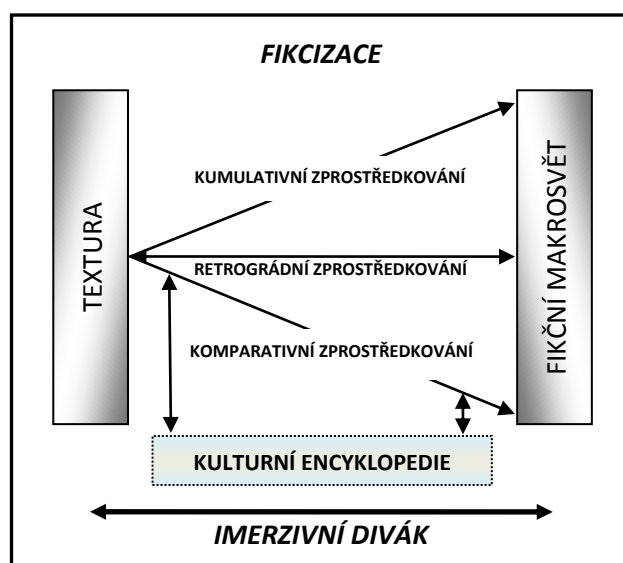 FIKCIZACE
TEXTURA
KUMULATIVNÍ ZPROSTŘEDKOVÁNÍ
RETROGRÁDNÍ ZPROSTŘEDKOVÁNÍ
KOMPARATIVNÍ ZPROSTŘEDKOVÁNÍ
FIKČNÍ MAKROSVĚT
KULTURNÍ ENCYKLOPEDIE
IMERZIVNÍ DIVÁK